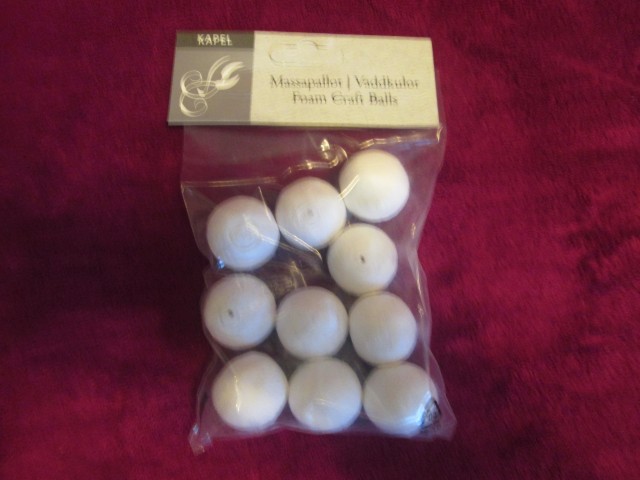 KAPEL
Massapallot | Vaddkulor
Foam Craft Balls